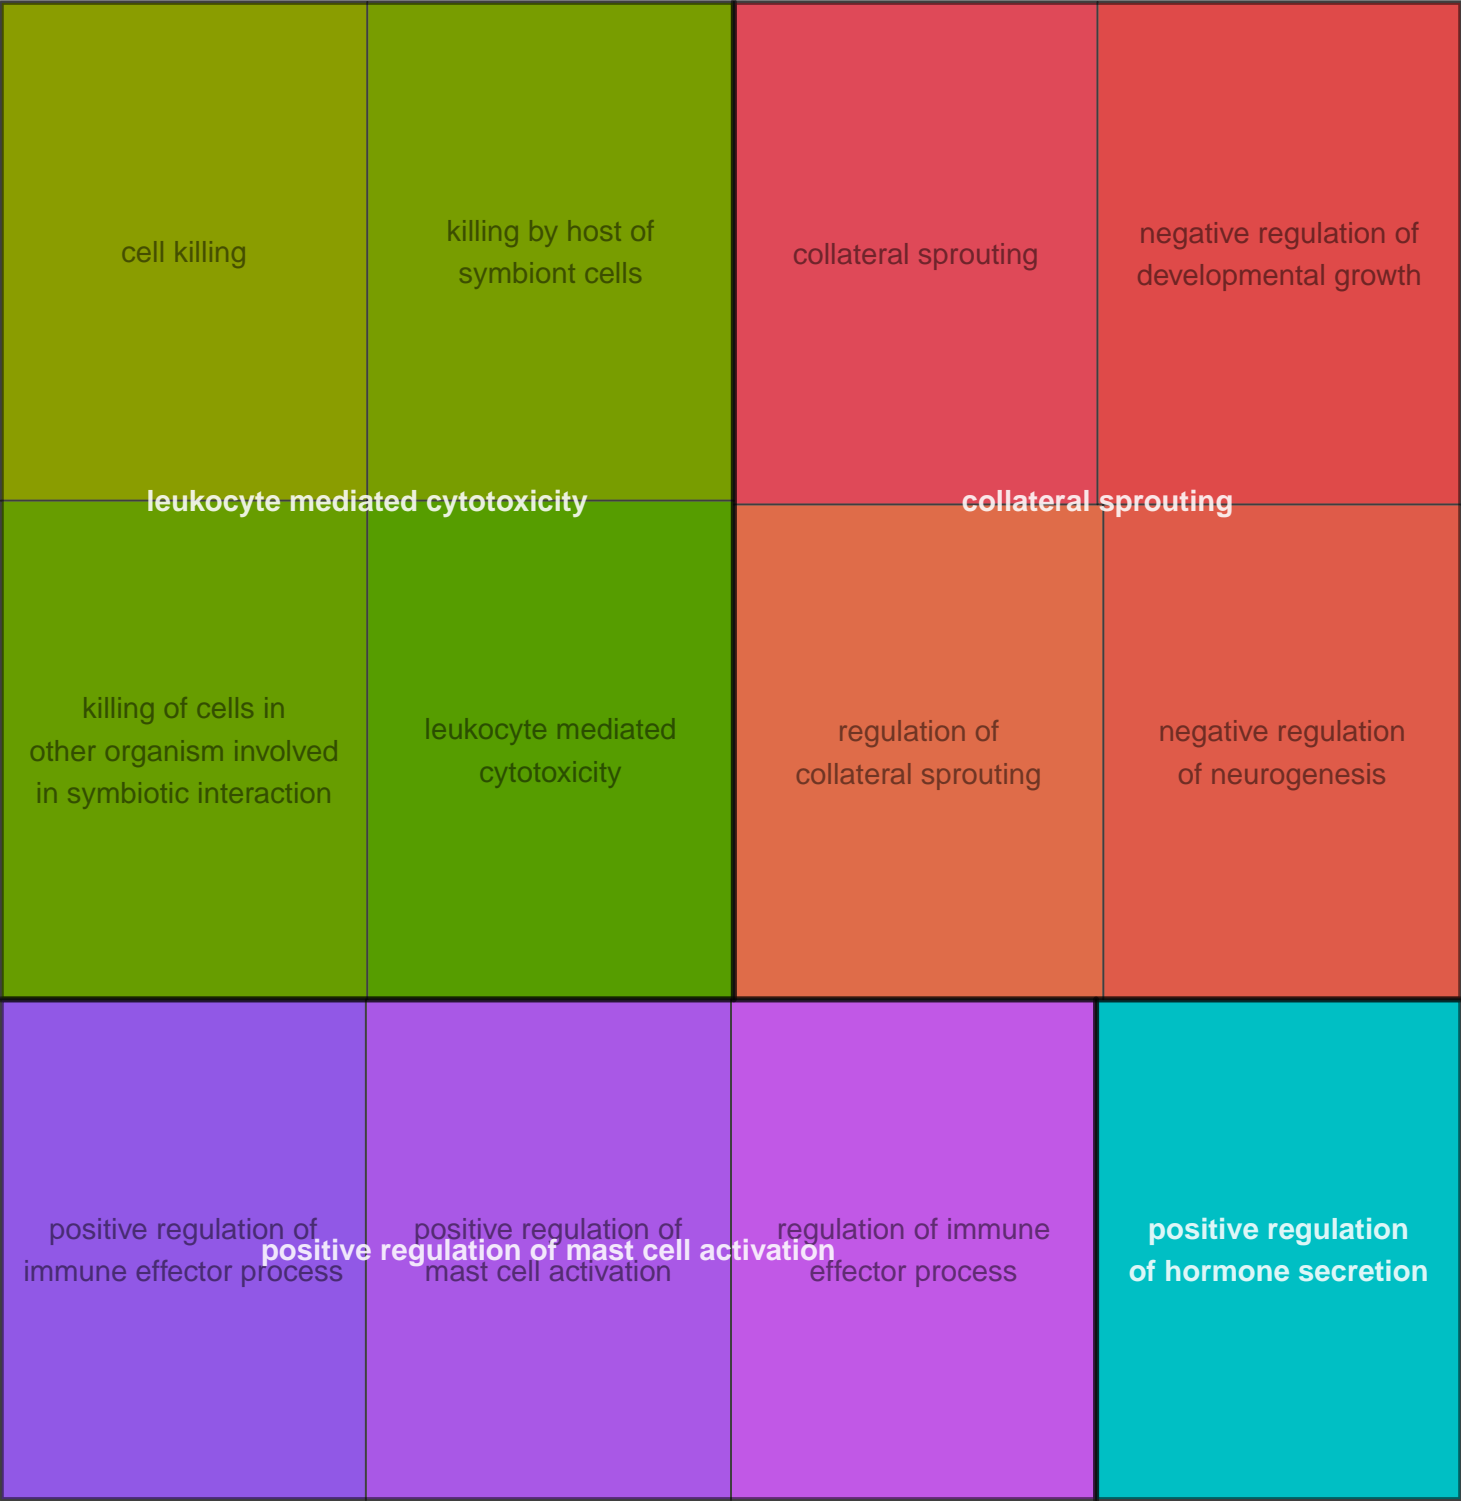 cell killing
killing by host of
symbiont cells
collateral sprouting
negative regulation of
developmental growth
leukocyte mediated cytotoxicity
collateral sprouting
killing of cells in
other organism involved
in symbiotic interaction
leukocyte mediated
cytotoxicity
regulation of
collateral sprouting
negative regulation
of neurogenesis
positive regulation of
immune effector process
positive regulation of
mast cell activation
regulation of immune
effector process
positive regulation of mast cell activation
positive regulation
of hormone secretion